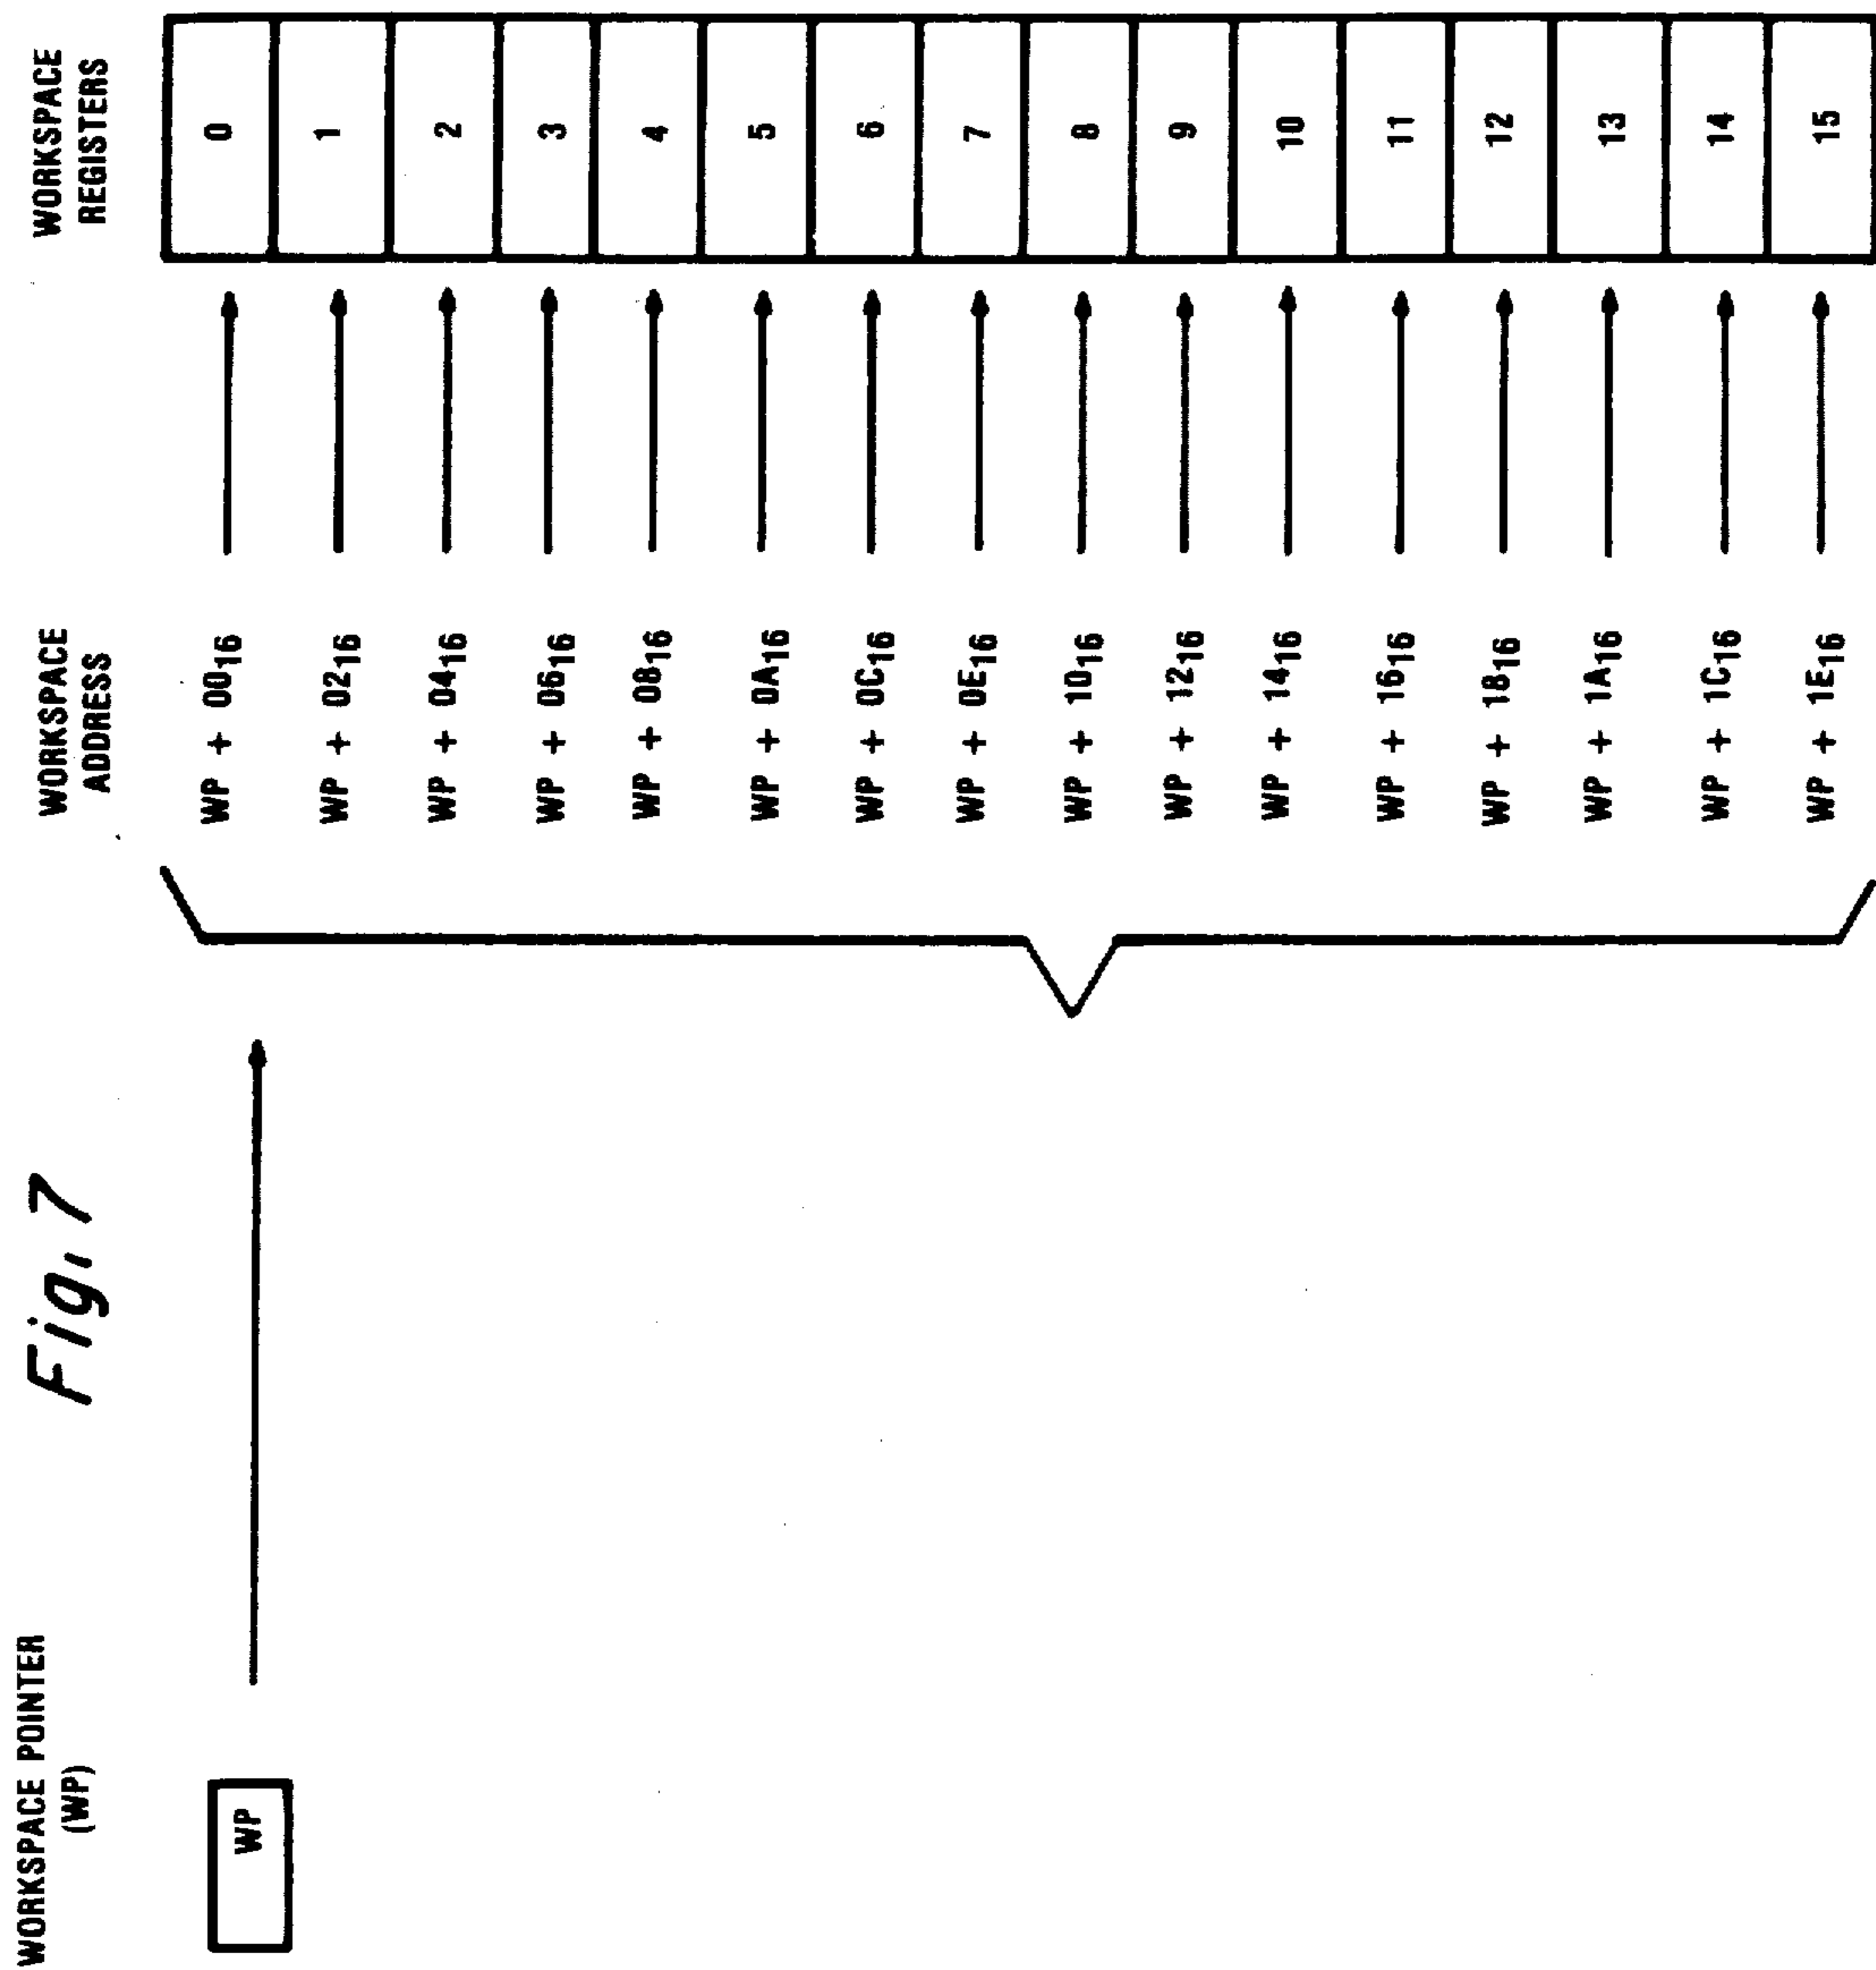 Fig. 7
WORKSPACE POINTER
(WP)
WP
WORKSPACE
ADDRESS
WP + 00₁₆
WP + 02₁₆
WP + 04₁₆
WP + 06₁₆
WP + 08₁₆
WP + 0A₁₆
WP + 0C₁₆
WP + 0E₁₆
WP + 10₁₆
WP + 12₁₆
WP + 14₁₆
WP + 16₁₆
WP + 18₁₆
WP + 1A₁₆
WP + 1C₁₆
WP + 1E₁₆
WORKSPACE
REGISTERS
0
1
2
3
4
5
6
7
8
9
10
11
12
13
14
15